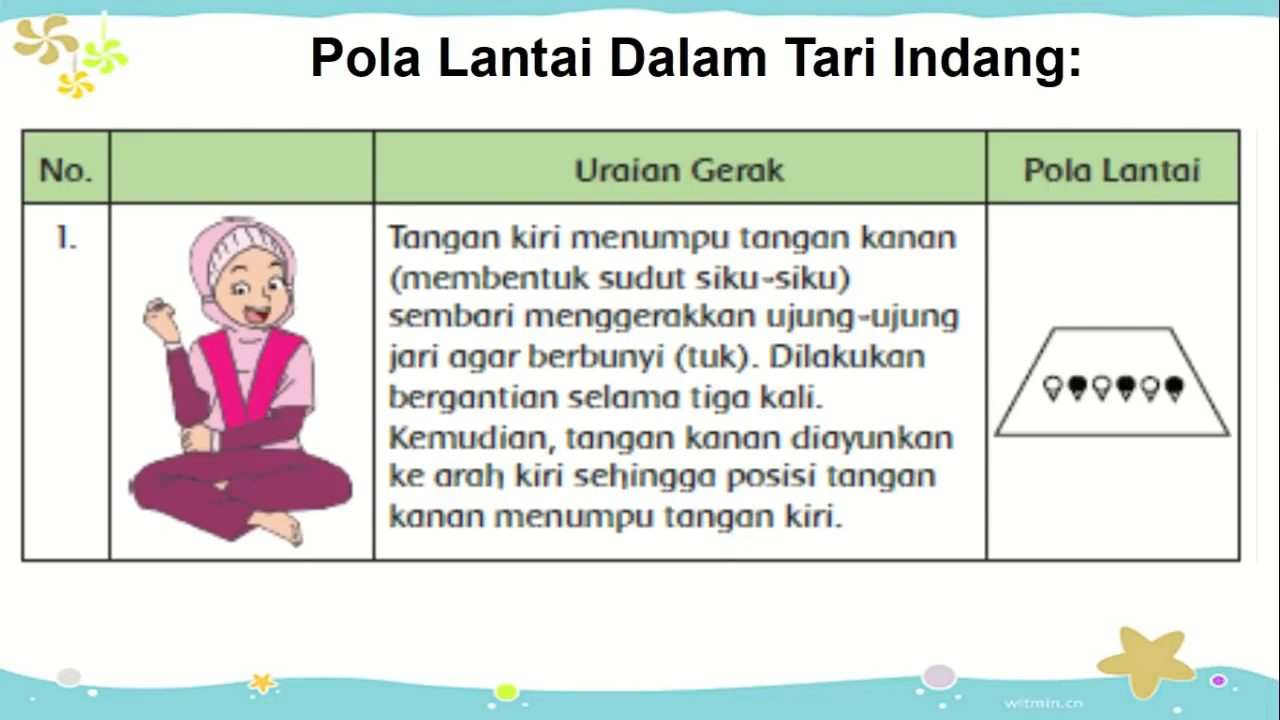 Pola Lantai Dalam Tari Indang:
No.
Uraian Gerak
Pola Lantai
1.
Tangan kiri menumpu tangan kanan
(membentuk sudut siku-siku)
sembari menggerakkan ujung-ujung
jari agar berbunyi (tuk). Dilakukan
bergantian selama tiga kali.
Kemudian, tangan kanan diayunkan
ke arah kiri sehingga posisi tangan
kanan menumpu tangan kiri.
witmin.cn